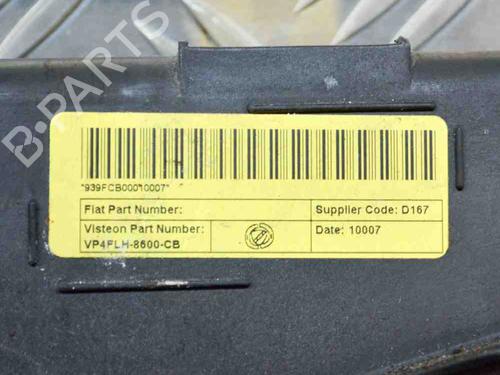 B-PARTS
*939FCB00010007*
Fiat Part Number:
Supplier Code: D167
Visteon Part Number:
VP4FLH-8600-CB
Date: 10007